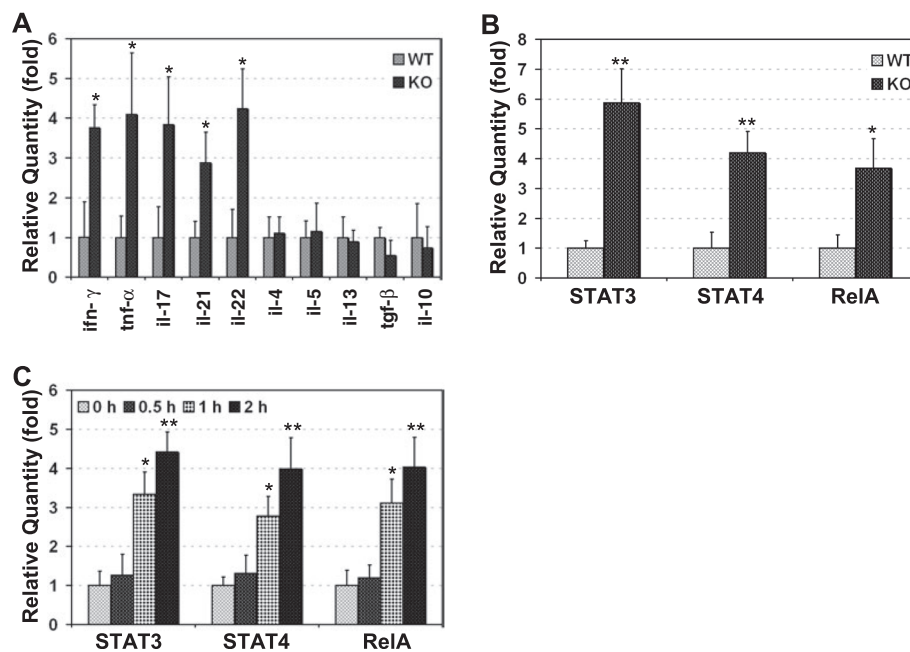 A
Relative Quantity (fold)
6
5
4
3
2
1
0
WT
KO
*
*
*
*
*
ifn- γ
tnf-α
il-17
il-21
il-22
il-4
il-5
il-13
tgf-β
il-10
B
Relative Quantity (fold)
8
7
6
5
4
3
2
1
0
WT
KO
**
**
*
STAT3
STAT4
RelA
C
Relative Quantity (fold)
6
5
4
3
2
1
0
0 h 0.5 h 1 h 2 h
* **
* **
* **
STAT3
STAT4
RelA